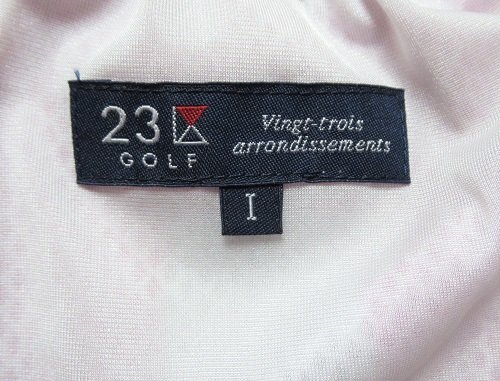 23
GOLF
Vingt-trois
arrondissements
I